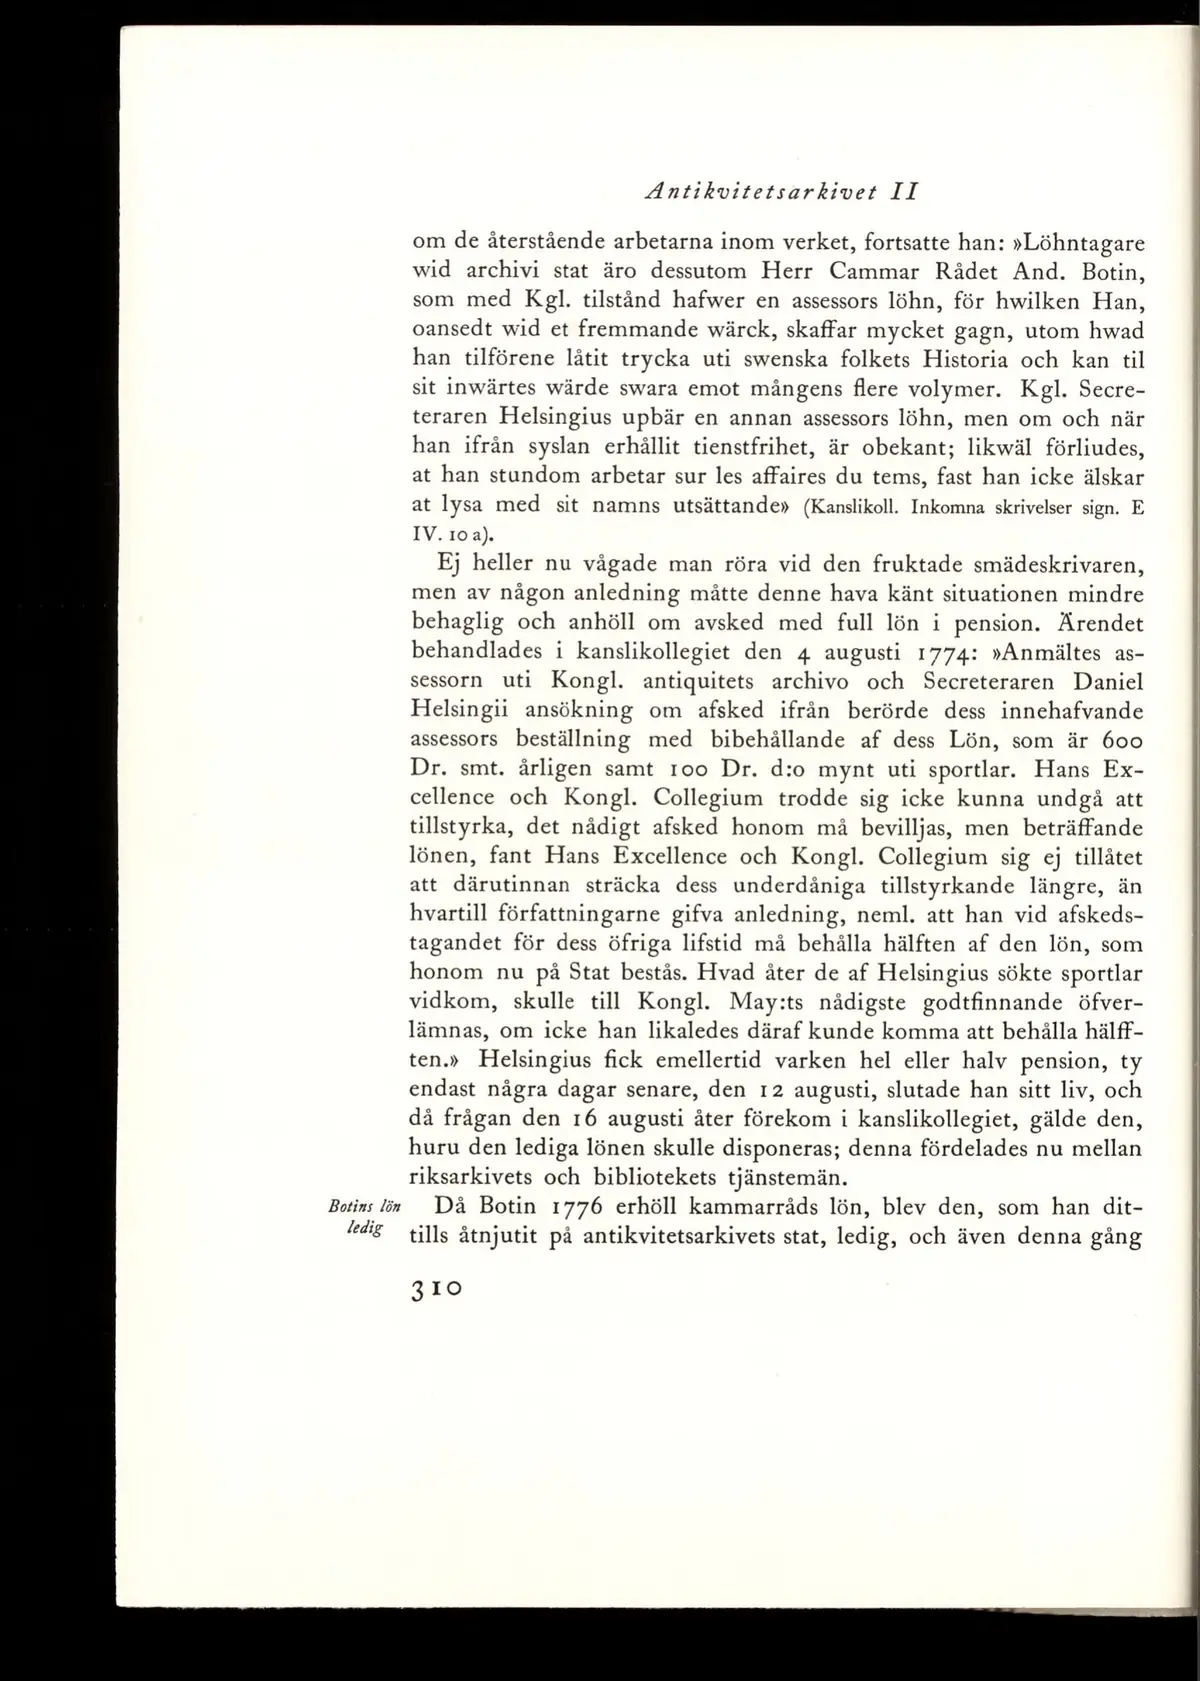 Antikvitetsarkivet II
om de återstående arbetarna inom verket, fortsatte han: »Löhntagare
wid archivi stat äro dessutom Herr Cammar Rådet And. Botin,
som med Kgl. tilstånd hafwer en assessors löhn, för hwilken Han,
oansedt wid et fremmande wärck, skaffar mycket gagn, utom hwad
han tilförene låtit trycka uti swenska folkets Historia och kan til
sit inwärtes wärde swara emot mångens flere volymer. Kgl. Secre-
teraren Helsingius upbär en annan assessors löhn, men om och när
han ifrån syslan erhållit tienstfrihet, är obekant; likwäl förliudes,
at han stundom arbetar sur les affaires du tems, fast han icke älskar
at lysa med sit namns utsättande» (Kanslikoll. Inkomna skrivelser sign. E
IV. 10 a).
Ej heller nu vågade man röra vid den fruktade smädeskrivaren,
men av någon anledning måtte denne hava känt situationen mindre
behaglig och anhöll om avsked med full lön i pension. Ärendet
behandlades i kanslikollegiet den 4 augusti 1774: »Anmältes as-
sessorn uti Kongl. antiquitets archivo och Secreteraren Daniel
Helsingii ansökning om afsked ifrån berörde dess innehafvande
assessors beställning med bibehållande af dess Lön, som är 600
Dr. smt. årligen samt 100 Dr. d:o mynt uti sportlar. Hans Ex-
cellence och Kongl. Collegium trodde sig icke kunna undgå att
tillstyrka, det nådigt afsked honom må bevilljas, men beträffande
lönen, fant Hans Excellence och Kongl. Collegium sig ej tillåtet
att därutinnan sträcka dess underdåniga tillstyrkande längre, än
hvartill författningarne gifva anledning, neml. att han vid afskeds-
tagandet för dess öfriga lifstid må behålla hälften af den lön, som
honom nu på Stat bestås. Hvad åter de af Helsingius sökte sportlar
vidkom, skulle till Kongl. May:ts nådigste godtfinnande öfver-
lämnas, om icke han likaledes däraf kunde komma att behålla hälff-
ten.» Helsingius fick emellertid varken hel eller halv pension, ty
endast några dagar senare, den 12 augusti, slutade han sitt liv, och
då frågan den 16 augusti åter förekom i kanslikollegiet, gälde den,
huru den lediga lönen skulle disponeras; denna fördelades nu mellan
riksarkivets och bibliotekets tjänstemän.
Botins lön
ledig
Då Botin 1776 erhöll kammarråds lön, blev den, som han dit-
tills åtnjutit på antikvitetsarkivets stat, ledig, och även denna gång
310